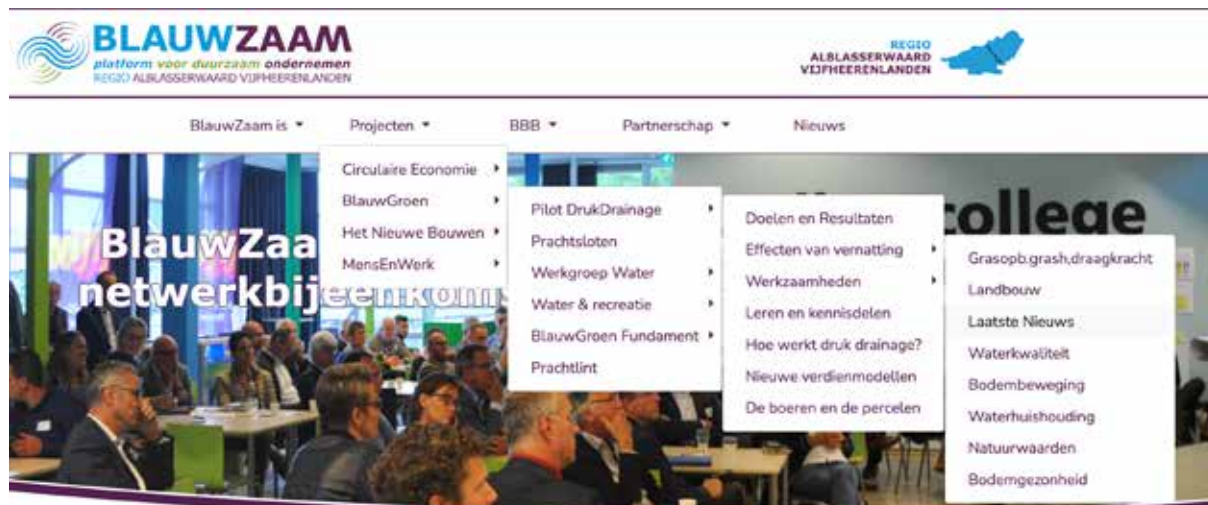 BLAUWZAAM
platform voor duurzaam ondernemen
REGIO ALBLASSERWAARD VIJFHEERENLANDEN
REGIO
ALBLASSERWAARD
VIJFHEERENLANDEN
BlauwZaam is
Projecten
BBB
Partnerschap
Nieuws
Circulaire Economie
BlauwGroen
Het Nieuwe Bouwen
MensEnWerk
Pilot DrukDrainage
Prachtsloten
Werkgroep Water
Water & recreatie
BlauwGroen Fundament
Prachtlint
Doelen en Resultaten
Effecten van vernatting
Werkzaamheden
Leren en kennisdelen
Hoe werkt druk drainage?
Nieuwe verdienmodellen
De boeren en de percelen
Grasopb.grash,draagkracht
Landbouw
Laatste Nieuws
Waterkwaliteit
Bodembeweging
Waterhuishouding
Natuurwaarden
Bodemgezonheid
BlauwZaa
netwerkbijeenkoms
college